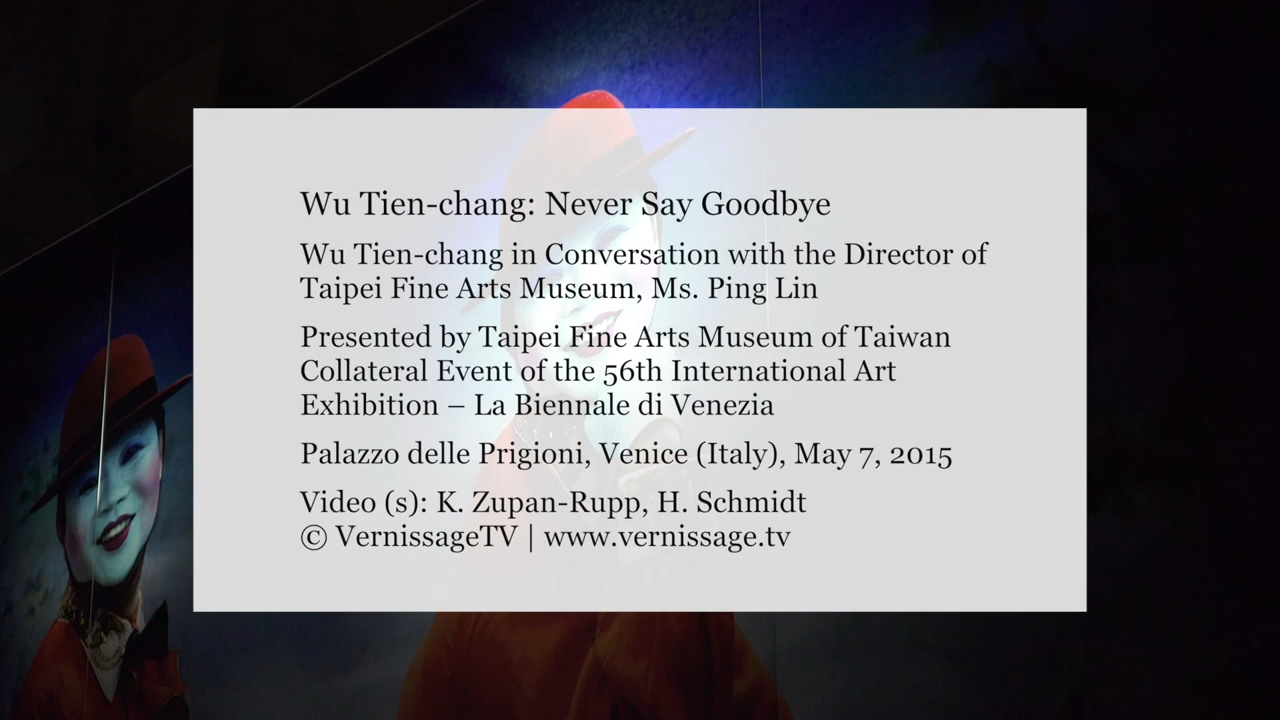 Wu Tien-chang: Never Say Goodbye
Wu Tien-chang in Conversation with the Director of
Taipei Fine Arts Museum, Ms. Ping Lin
Presented by Taipei Fine Arts Museum of Taiwan
Collateral Event of the 56th International Art
Exhibition – La Biennale di Venezia
Palazzo delle Prigioni, Venice (Italy), May 7, 2015
Video (s): K. Zupan-Rupp, H. Schmidt
© VernissageTV | www.vernissage.tv